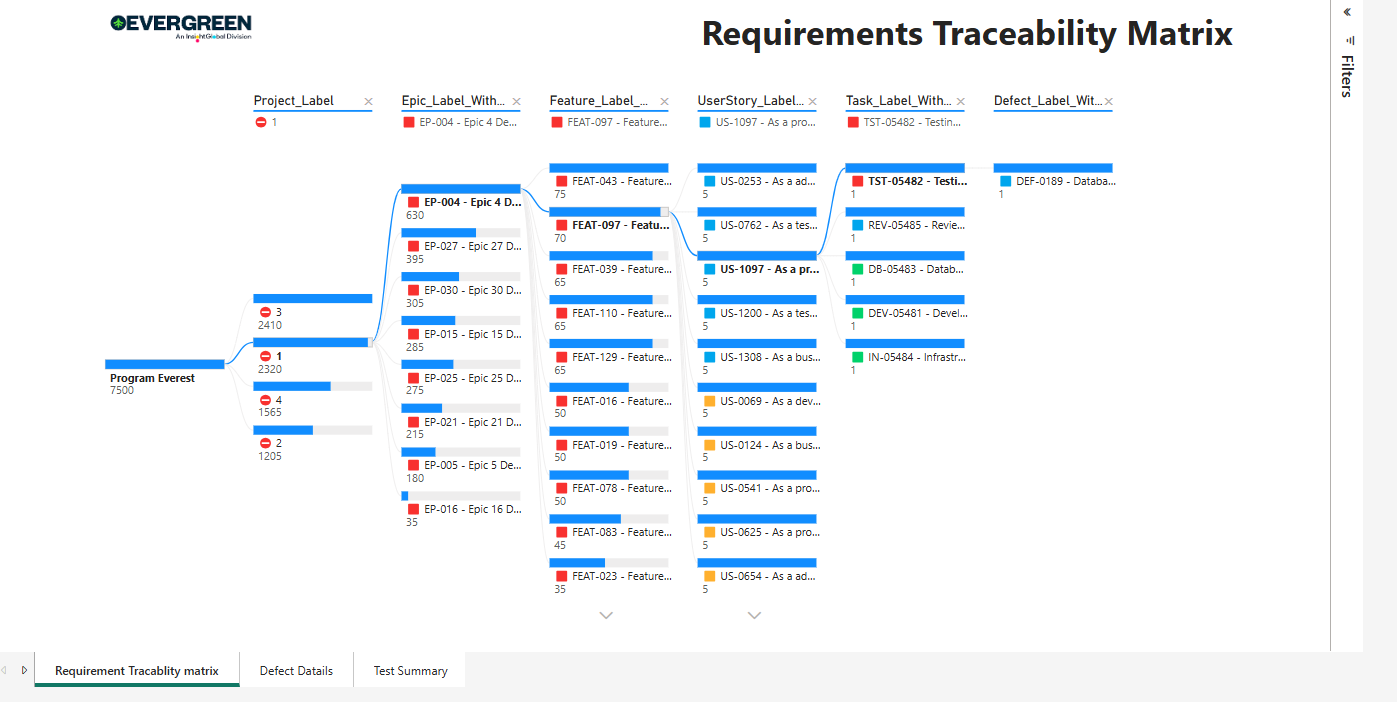 EVERGREEN
An InsightGlobal Division
Requirements Traceability Matrix
Filters
Project_Label
Epic_Label_With...
Feature_Label_...
UserStory_Label...
Task_Label_With...
Defect_Label_Wit...
1
EP-004 - Epic 4 De...
FEAT-097 - Feature...
US-1097 - As a pro...
TST-05482 - Testin...
Program Everest
7500
3
2410
1
2320
4
1565
2
1205
EP-004 - Epic 4 D...
630
EP-027 - Epic 27 D...
395
EP-030 - Epic 30 D...
305
EP-015 - Epic 15 D...
285
EP-025 - Epic 25 D...
275
EP-021 - Epic 21 D...
215
EP-005 - Epic 5 De...
180
EP-016 - Epic 16 D...
35
FEAT-043 - Feature...
75
FEAT-097 - Featu...
70
FEAT-039 - Feature...
65
FEAT-110 - Feature...
65
FEAT-129 - Feature...
65
FEAT-016 - Feature...
50
FEAT-019 - Feature...
50
FEAT-078 - Feature...
50
FEAT-083 - Feature...
45
FEAT-023 - Feature...
35
US-0253 - As a ad...
5
US-0762 - As a tes...
5
US-1097 - As a pr...
5
US-1200 - As a tes...
5
US-1308 - As a bus...
5
US-0069 - As a dev...
5
US-0124 - As a bus...
5
US-0541 - As a pro...
5
US-0625 - As a pro...
5
US-0654 - As a ad...
5
TST-05482 - Testi...
1
REV-05485 - Revie...
1
DB-05483 - Datab...
1
DEV-05481 - Devel...
1
IN-05484 - Infrastr...
1
DEF-0189 - Databa...
1
Requirement Tracablity matrix
Defect Datails
Test Summary